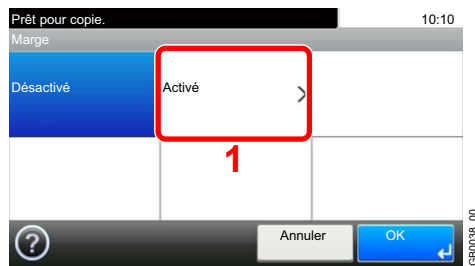 Prêt pour copie. 10:10
Marge
Désactivé Activé
1
?
Annuler OK
GB0038_00